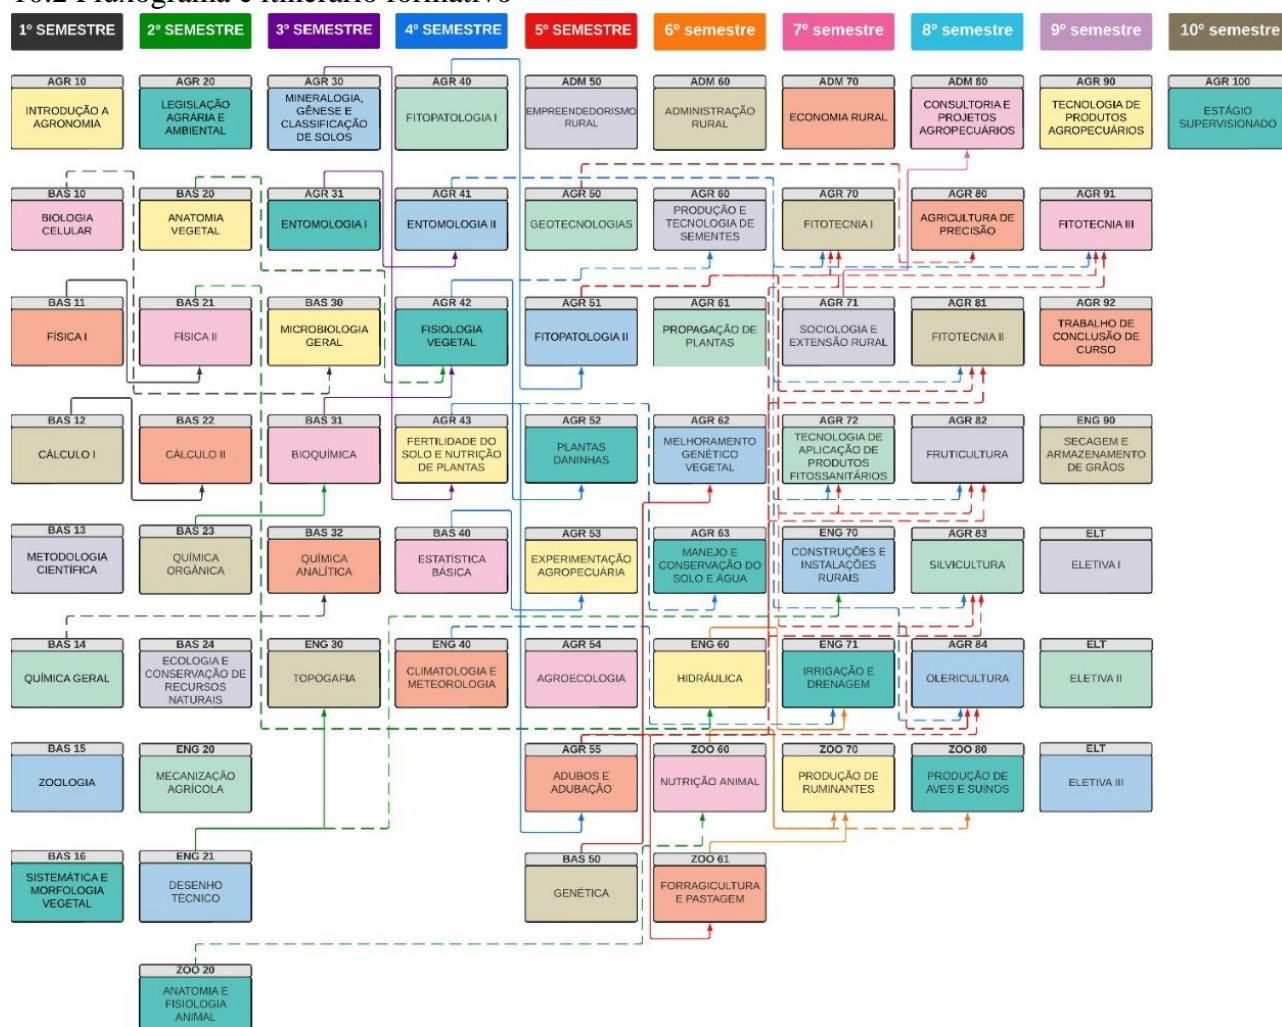 10.2 Fluxograma e itinerário formativo
1º SEMESTRE
2º SEMESTRE
3º SEMESTRE
4º SEMESTRE
5º SEMESTRE
6º semestre
7º semestre
8º semestre
9º semestre
10º semestre
AGR 10
INTRODUÇÃO A
AGRONOMIA
AGR 20
LEGISLAÇÃO
AGRÁRIA E
AMBIENTAL
AGR 30
MINERALOGIA,
GÊNESE E
CLASSIFICAÇÃO
DE SOLOS
AGR 40
FITOPATOLOGIA I
ADM 50
EMPREENDEDORISMO
RURAL
ADM 60
ADMINISTRAÇÃO
RURAL
ADM 70
ECONOMIA RURAL
ADM 80
CONSULTORIA E
PROJETOS
AGROPECUÁRIOS
AGR 90
TECNOLOGIA DE
PRODUTOS
AGROPECUÁRIOS
AGR 100
ESTÁGIO
SUPERVISIONADO
BAS 10
BIOLOGIA
CELULAR
BAS 20
ANATOMIA
VEGETAL
AGR 31
ENTOMOLOGIA I
AGR 41
ENTOMOLOGIA II
AGR 50
GEOTECNOLOGIAS
AGR 60
PRODUÇÃO E
TECNOLOGIA DE
SEMENTES
AGR 70
FITOTECNIA I
AGR 80
AGRICULTURA DE
PRECISÃO
AGR 91
FITOTECNIA III
BAS 11
FÍSICA I
BAS 21
FÍSICA II
BAS 30
MICROBIOLOGIA
GERAL
AGR 42
FISIOLOGIA
VEGETAL
AGR 51
FITOPATOLOGIA II
AGR 61
PROPAGAÇÃO DE
PLANTAS
AGR 71
SOCIOLOGIA E
EXTENSÃO RURAL
AGR 81
FITOTECNIA II
AGR 92
TRABALHO DE
CONCLUSÃO DE
CURSO
BAS 12
CÁLCULO I
BAS 22
CÁLCULO II
BAS 31
BIOQUÍMICA
AGR 43
FERTILIDADE DO
SOLO E NUTRIÇÃO
DE PLANTAS
AGR 52
PLANTAS
DANINHAS
AGR 62
MELHORAMENTO
GENÉTICO
VEGETAL
AGR 72
TECNOLOGIA DE
APLICAÇÃO DE
PRODUTOS
FITOSSANITÁRIOS
AGR 82
FRUTICULTURA
ENG 90
SECAGEM E
ARMAZENAMENTO
DE GRÃOS
BAS 13
METODOLOGIA
CIENTÍFICA
BAS 23
QUÍMICA
ORGÂNICA
BAS 32
QUÍMICA
ANALÍTICA
BAS 40
ESTATÍSTICA
BÁSICA
AGR 53
EXPERIMENTAÇÃO
AGROPECUÁRIA
AGR 63
MANEJO E
CONSERVAÇÃO DO
SOLO E ÁGUA
ENG 70
CONSTRUÇÕES E
INSTALAÇÕES
RURAIS
AGR 83
SILVICULTURA
ELT
ELETIVA I
BAS 14
QUÍMICA GERAL
BAS 24
ECOLOGIA E
CONSERVAÇÃO DE
RECURSOS
NATURAIS
ENG 30
TOPOGRAFIA
ENG 40
CLIMATOLOGIA E
METEOROLOGIA
AGR 54
AGROECOLOGIA
ENG 60
HIDRÁULICA
ENG 71
IRRIGAÇÃO E
DRENAGEM
AGR 84
OLERICULTURA
ELT
ELETIVA II
BAS 15
ZOOLOGIA
ENG 20
MECANIZAÇÃO
AGRÍCOLA
AGR 55
ADUBOS E
ADUBAÇÃO
ZOO 60
NUTRIÇÃO ANIMAL
ZOO 70
PRODUÇÃO DE
RUMINANTES
ZOO 80
PRODUÇÃO DE
AVES E SUÍNOS
ELT
ELETIVA III
BAS 16
SISTEMÁTICA E
MORFOLOGIA
VEGETAL
ENG 21
DESENHO
TÉCNICO
BAS 50
GENÉTICA
ZOO 61
FORRAGICULTURA
E PASTAGEM
ZOO 20
ANATOMIA E
FISIOLOGIA
ANIMAL